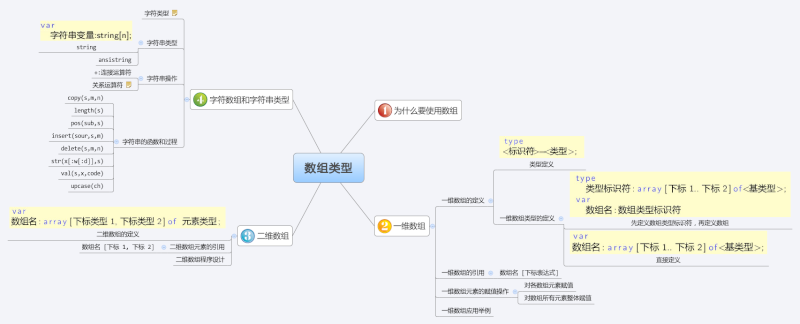 数组类型
1 为什么要使用数组
2 一维数组
一维数组的定义
type
<标识符>=<类型>;
类型定义
一维数组类型的定义
type
类型标识符: array [下标 1.. 下标 2] of<基类型>;
var
数组名: 数组类型标识符
先定义数组类型标识符，再定义数组
var
数组名: array [下标 1.. 下标 2] of<基类型>;
直接定义
一维数组的引用
数组名 [下标表达式]
一维数组元素的赋值操作
对各数组元素赋值
对数组所有元素整体赋值
一维数组应用举例
3 二维数组
var
数组名: array [下标类型 1, 下标类型 2] of 元素类型;
二维数组的定义
二维数组元素的引用
数组名 [下标 1, 下标 2]
二维数组程序设计
4 字符数组和字符串类型
字符类型
字符串类型
var
字符串变量:string[n];
string
ansistring
字符串操作
+:连接运算符
关系运算符
字符串的函数和过程
copy(s,m,n)
length(s)
pos(sub,s)
insert(sour,s,m)
delete(s,m,n)
str(x[:w[:d]],s)
val(s,x,code)
upcase(ch)